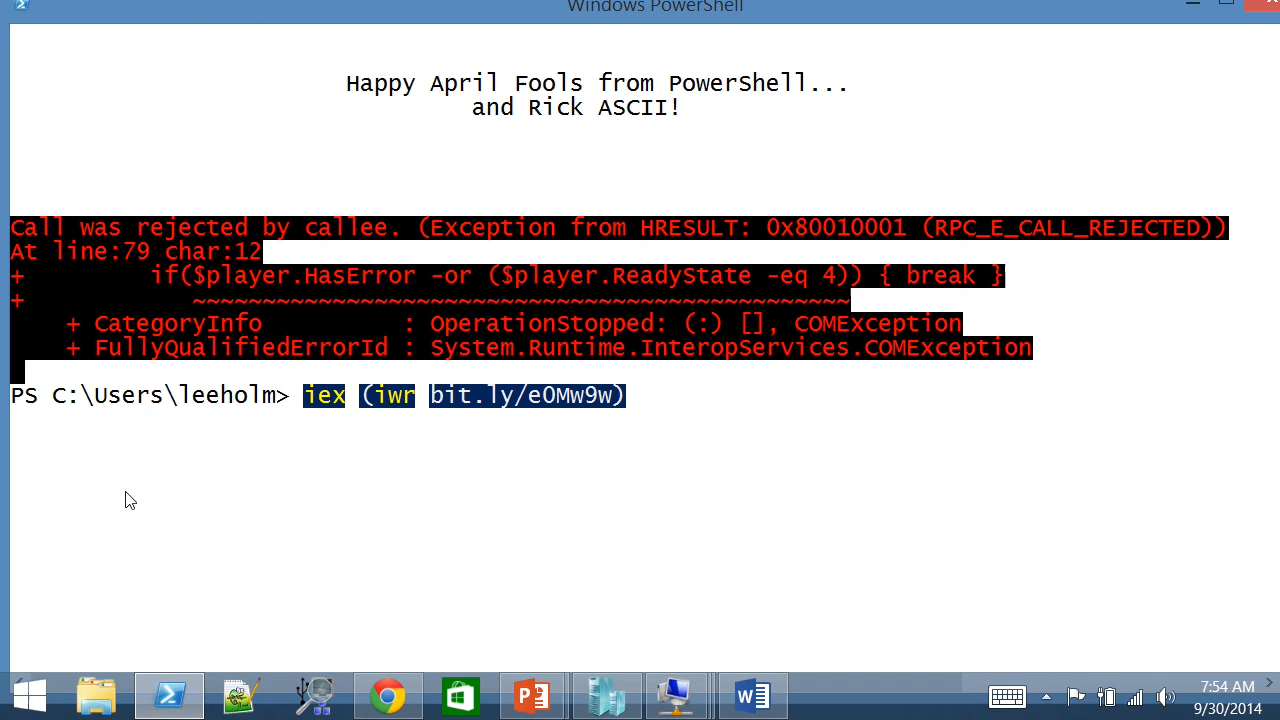 Windows PowerShell
Happy April Fools from PowerShell...
and Rick ASCII!
Call was rejected by callee. (Exception from HRESULT: 0x80010001 (RPC_E_CALL_REJECTED))
At line:79 char:12
+         if($player.HasError -or ($player.ReadyState -eq 4)) { break }
+            ~~~~~~~~~~~~~~~~~~~~~~~~~~~~~~~~~~~~~~~~~~~~~~~
    + CategoryInfo          : OperationStopped: (:) [], COMException
    + FullyQualifiedErrorId : System.Runtime.InteropServices.COMException
PS C:\Users\leeholm> iex (iwr bit.ly/e0Mw9w)
7:54 AM
9/30/2014